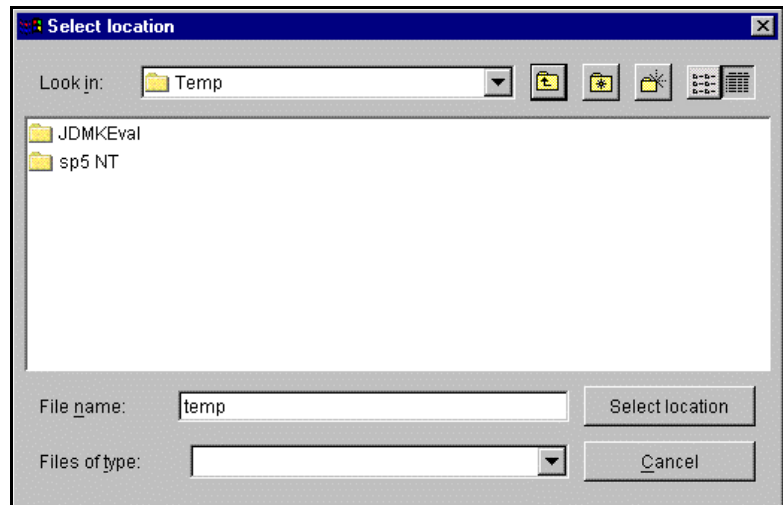 Select location
Look in: Temp
JDMKEval
sp5 NT
File name: temp Select location
Files of type: Cancel